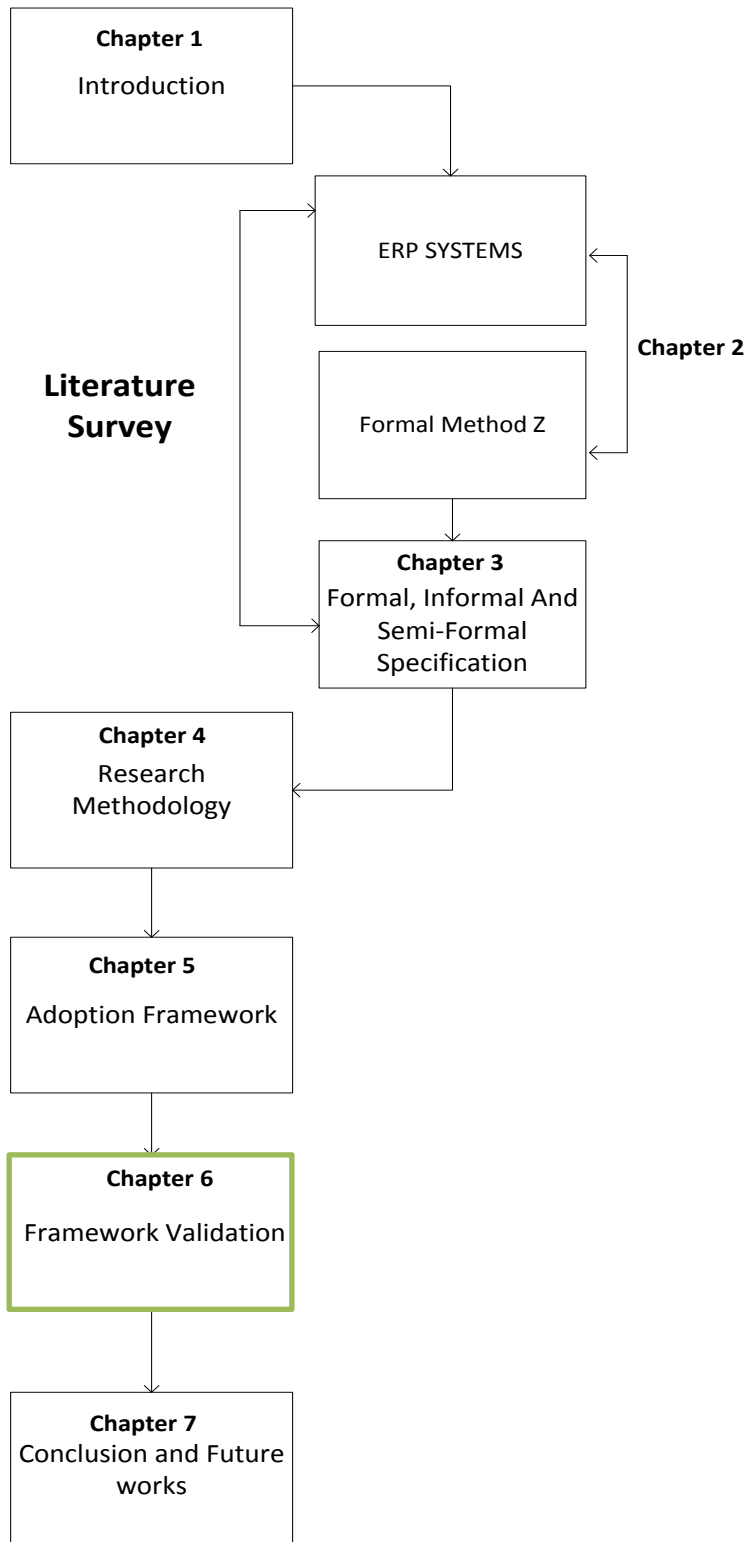 Chapter 1
Introduction
ERP SYSTEMS
Chapter 2
Literature
Survey
Formal Method Z
Chapter 3
Formal, Informal And
Semi-Formal
Specification
Chapter 4
Research
Methodology
Chapter 5
Adoption Framework
Chapter 6
Framework Validation
Chapter 7
Conclusion and Future
works